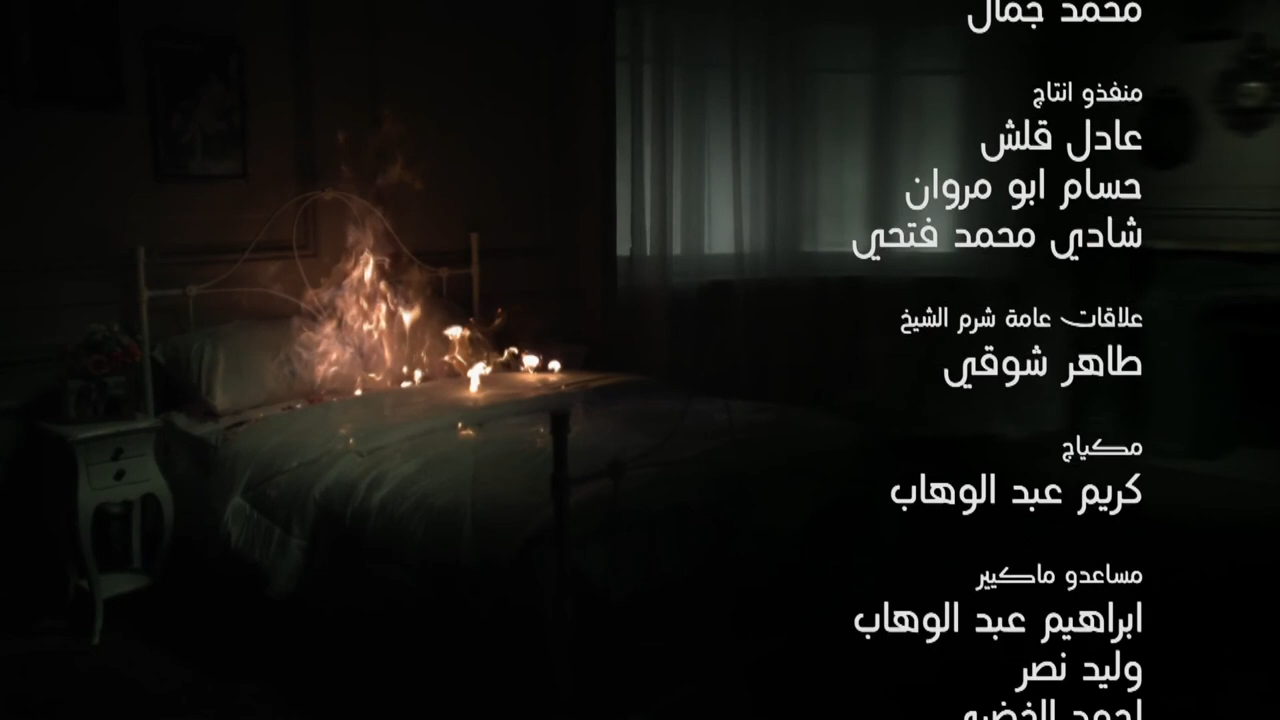 محمد جمال
منفذو انتاج
عادل قلش
حسام ابو مروان
شادي محمد فتحي
علاقات عامة شرم الشيخ
طاهر شوقي
مكياج
كريم عبد الوهاب
مساعدو ماكيير
ابراهيم عبد الوهاب
وليد نصر
احمد